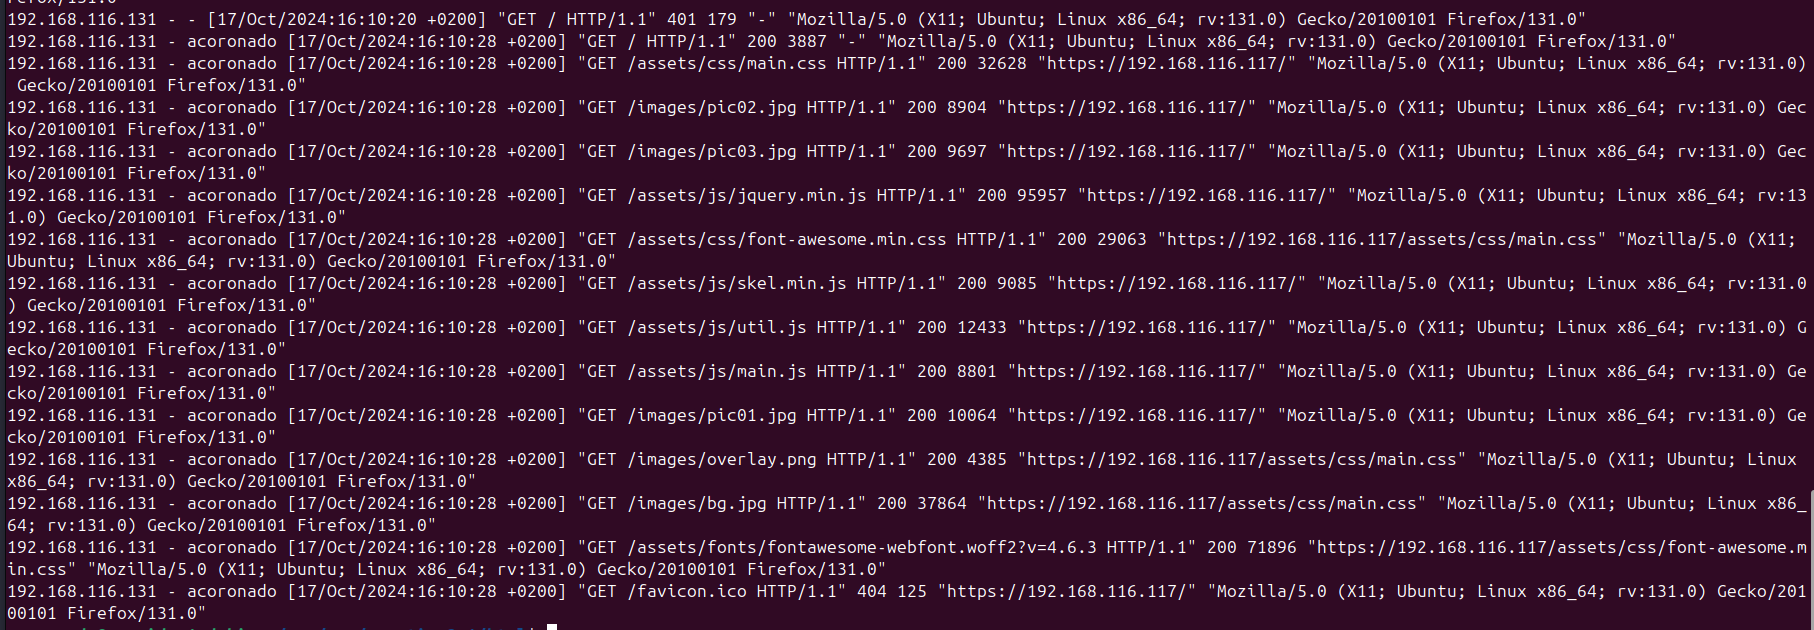 192.168.116.131 - - [17/Oct/2024:16:10:20 +0200] "GET / HTTP/1.1" 401 179 "-" "Mozilla/5.0 (X11; Ubuntu; Linux x86_64; rv:131.0) Gecko/20100101 Firefox/131.0"
192.168.116.131 - acoronado [17/Oct/2024:16:10:28 +0200] "GET / HTTP/1.1" 200 3887 "-" "Mozilla/5.0 (X11; Ubuntu; Linux x86_64; rv:131.0) Gecko/20100101 Firefox/131.0"
192.168.116.131 - acoronado [17/Oct/2024:16:10:28 +0200] "GET /assets/css/main.css HTTP/1.1" 200 32628 "https://192.168.116.117/" "Mozilla/5.0 (X11; Ubuntu; Linux x86_64; rv:131.0)
Gecko/20100101 Firefox/131.0"
192.168.116.131 - acoronado [17/Oct/2024:16:10:28 +0200] "GET /images/pic02.jpg HTTP/1.1" 200 8904 "https://192.168.116.117/" "Mozilla/5.0 (X11; Ubuntu; Linux x86_64; rv:131.0) Gec
ko/20100101 Firefox/131.0"
192.168.116.131 - acoronado [17/Oct/2024:16:10:28 +0200] "GET /images/pic03.jpg HTTP/1.1" 200 9697 "https://192.168.116.117/" "Mozilla/5.0 (X11; Ubuntu; Linux x86_64; rv:131.0) Gec
ko/20100101 Firefox/131.0"
192.168.116.131 - acoronado [17/Oct/2024:16:10:28 +0200] "GET /assets/js/jquery.min.js HTTP/1.1" 200 95957 "https://192.168.116.117/" "Mozilla/5.0 (X11; Ubuntu; Linux x86_64; rv:13
1.0) Gecko/20100101 Firefox/131.0"
192.168.116.131 - acoronado [17/Oct/2024:16:10:28 +0200] "GET /assets/css/font-awesome.min.css HTTP/1.1" 200 29063 "https://192.168.116.117/assets/css/main.css" "Mozilla/5.0 (X11;
Ubuntu; Linux x86_64; rv:131.0) Gecko/20100101 Firefox/131.0"
192.168.116.131 - acoronado [17/Oct/2024:16:10:28 +0200] "GET /assets/js/skel.min.js HTTP/1.1" 200 9085 "https://192.168.116.117/" "Mozilla/5.0 (X11; Ubuntu; Linux x86_64; rv:131.0
) Gecko/20100101 Firefox/131.0"
192.168.116.131 - acoronado [17/Oct/2024:16:10:28 +0200] "GET /assets/js/util.js HTTP/1.1" 200 12433 "https://192.168.116.117/" "Mozilla/5.0 (X11; Ubuntu; Linux x86_64; rv:131.0) G
ecko/20100101 Firefox/131.0"
192.168.116.131 - acoronado [17/Oct/2024:16:10:28 +0200] "GET /assets/js/main.js HTTP/1.1" 200 8801 "https://192.168.116.117/" "Mozilla/5.0 (X11; Ubuntu; Linux x86_64; rv:131.0) Ge
cko/20100101 Firefox/131.0"
192.168.116.131 - acoronado [17/Oct/2024:16:10:28 +0200] "GET /images/pic01.jpg HTTP/1.1" 200 10064 "https://192.168.116.117/" "Mozilla/5.0 (X11; Ubuntu; Linux x86_64; rv:131.0) Ge
cko/20100101 Firefox/131.0"
192.168.116.131 - acoronado [17/Oct/2024:16:10:28 +0200] "GET /images/overlay.png HTTP/1.1" 200 4385 "https://192.168.116.117/assets/css/main.css" "Mozilla/5.0 (X11; Ubuntu; Linux
x86_64; rv:131.0) Gecko/20100101 Firefox/131.0"
192.168.116.131 - acoronado [17/Oct/2024:16:10:28 +0200] "GET /images/bg.jpg HTTP/1.1" 200 37864 "https://192.168.116.117/assets/css/main.css" "Mozilla/5.0 (X11; Ubuntu; Linux x86_
64; rv:131.0) Gecko/20100101 Firefox/131.0"
192.168.116.131 - acoronado [17/Oct/2024:16:10:28 +0200] "GET /assets/fonts/fontawesome-webfont.woff2?v=4.6.3 HTTP/1.1" 200 71896 "https://192.168.116.117/assets/css/font-awesome.m
in.css" "Mozilla/5.0 (X11; Ubuntu; Linux x86_64; rv:131.0) Gecko/20100101 Firefox/131.0"
192.168.116.131 - acoronado [17/Oct/2024:16:10:28 +0200] "GET /favicon.ico HTTP/1.1" 404 125 "https://192.168.116.117/" "Mozilla/5.0 (X11; Ubuntu; Linux x86_64; rv:131.0) Gecko/201
00101 Firefox/131.0"